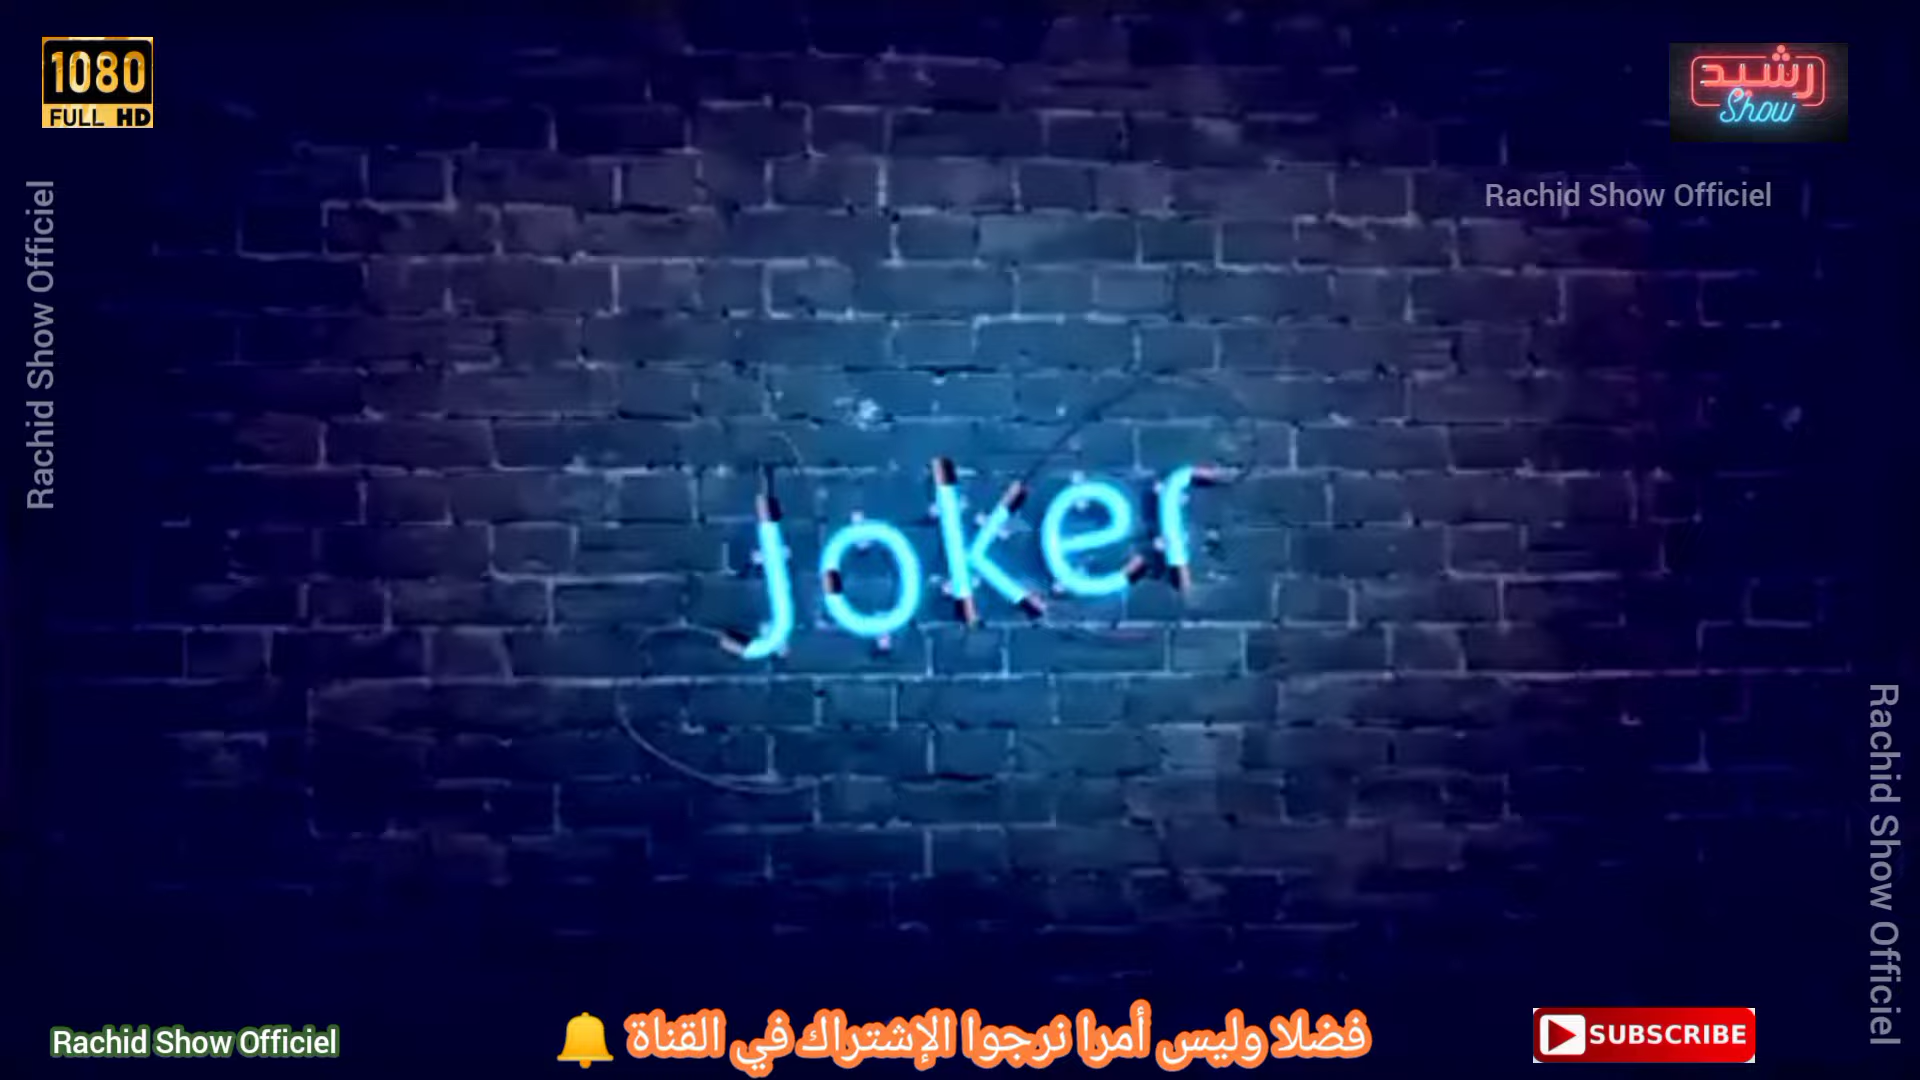 1080
FULL HD
رشيد
Show
Rachid Show Officiel
Rachid Show Officiel
Joker
Rachid Show Officiel
Rachid Show Officiel
فضلا وليس أمرا نرجوا الإشتراك في القناة
SUBSCRIBE